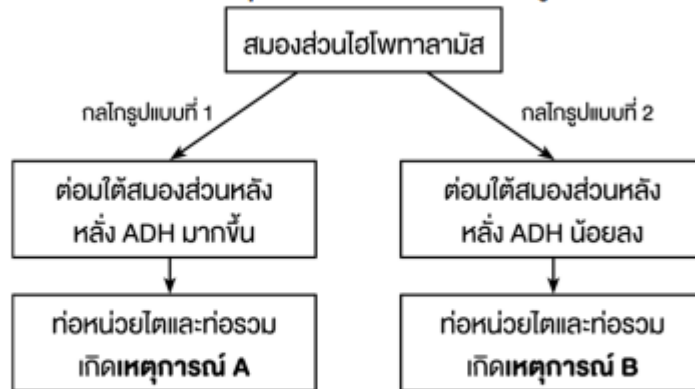 สมองส่วนไฮโพทาลามัส
กลไกรูปแบบที่ 1
กลไกรูปแบบที่ 2
ต่อมใต้สมองส่วนหลัง
หลั่ง ADH มากขึ้น
ต่อมใต้สมองส่วนหลัง
หลั่ง ADH น้อยลง
ท่อหน่วยไตและท่อรวม
เกิดเหตุการณ์ A
ท่อหน่วยไตและท่อรวม
เกิดเหตุการณ์ B